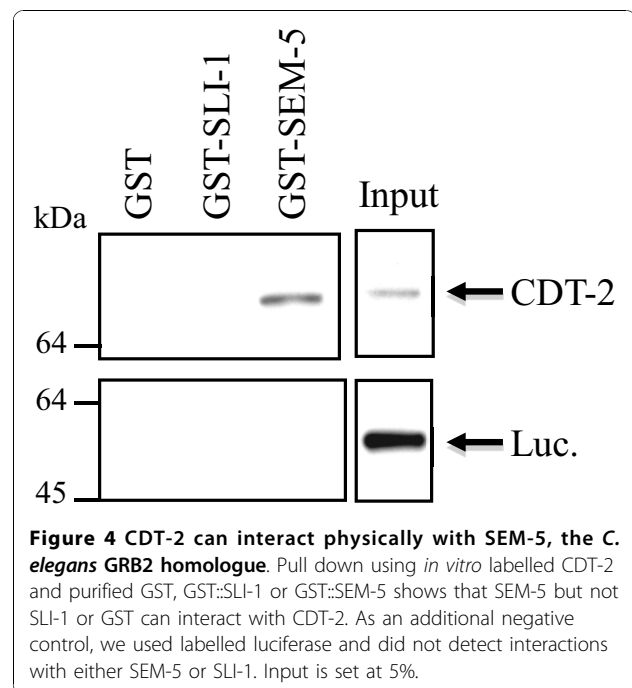 GST
GST-SLI-1
GST-SEM-5
kDa
Input
CDT-2
64
64
Luc.
45
Figure 4 CDT-2 can interact physically with SEM-5, the C.
elegans GRB2 homologue. Pull down using in vitro labelled CDT-2
and purified GST, GST::SLI-1 or GST::SEM-5 shows that SEM-5 but not
SLI-1 or GST can interact with CDT-2. As an additional negative
control, we used labelled luciferase and did not detect interactions
with either SEM-5 or SLI-1. Input is set at 5%.